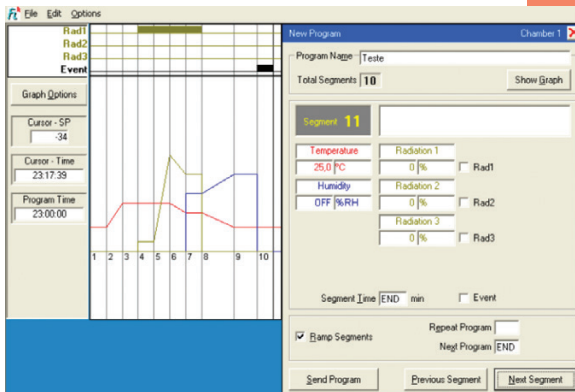 File Edit Options
Rad1
Rad2
Rad3
Event
Graph Options
Cursor - SP
-34
Cursor - Time
23:17:39
Program Time
23:00:00
1 2 3 4 5 6 7 8 9 10
New Program Chamber 1
Program Name Teste
Total Segments 10 Show Graph
Segment 11
Temperature Radiation 1
25,0 °C 0 % Rad1
Humidity Radiation 2
OFF %RH 0 % Rad2
Radiation 3
0 % Rad3
Segment Time END min Event
Ramp Segments Repeat Program
Next Program END
Send Program Previous Segment Next Segment